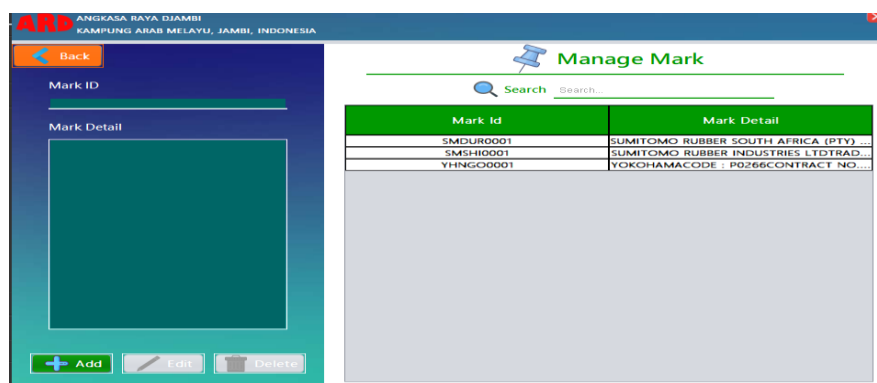 ARD
ANGKASA RAYA DJAMBI
KAMPUNG ARAB MELAYU, JAMBI, INDONESIA
Back
Mark ID
Mark Detail
Add
Edit
Delete
Manage Mark
Search Search...
Mark Id Mark Detail
SMDUR0001 SUMITOMO RUBBER SOUTH AFRICA (PTY) ...
SMSHI0001 SUMITOMO RUBBER INDUSTRIES LTDTRAD...
YHNGO0001 YOKOHAMACODE : P0266CONTRACT NO....